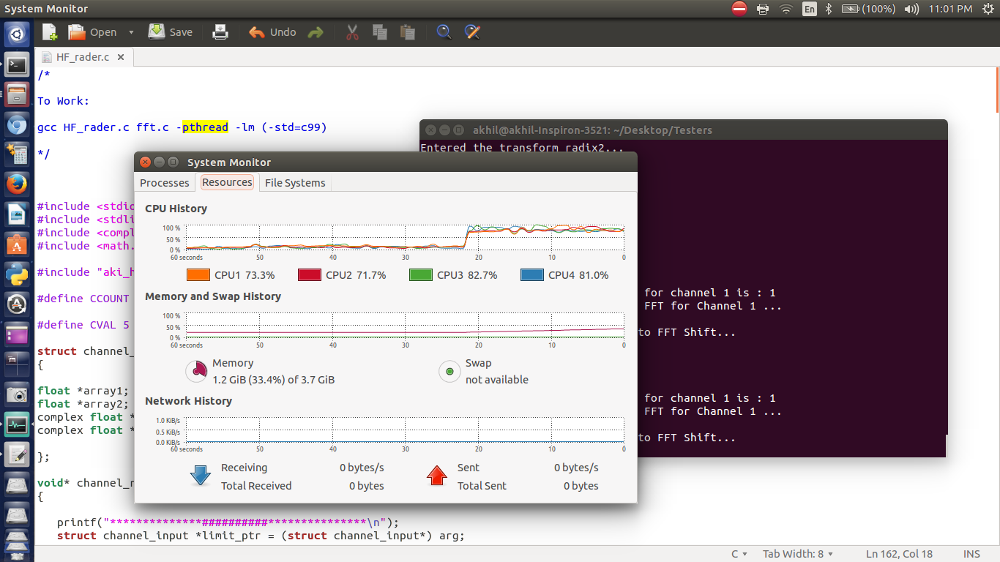 System Monitor
En
(100%)
11:01 PM
Open
Save
Undo
HF_rader.c
/*
To Work:
gcc HF_rader.c fft.c -pthread -lm (-std=c99)
*/
#include <stdio
#include <stdli
#include <compl
#include <math.
#include "aki_h
#define CCOUNT
#define CVAL 5
struct channel_
{
float *array1;
float *array2;
complex float *
complex float *
};
void* channel_r
{
printf("**************##########***************\n");
struct channel_input *limit_ptr = (struct channel_input*) arg;
akhil@akhil-Inspiron-3521: ~/Desktop/Testers
Entered the transform radix2...
for channel 1 is : 1
FFT for Channel 1 ...
to FFT Shift...
for channel 1 is : 1
FFT for Channel 1 ...
to FFT Shift...
System Monitor
Processes
Resources
File Systems
CPU History
100 %
50 %
0 %
60 seconds 50 40 30 20 10 0
CPU1 73.3%
CPU2 71.7%
CPU3 82.7%
CPU4 81.0%
Memory and Swap History
100 %
50 %
0 %
60 seconds 50 40 30 20 10 0
Memory
1.2 GiB (33.4%) of 3.7 GiB
Swap
not available
Network History
1.0 KiB/s
0.5 KiB/s
0.0 KiB/s
60 seconds 50 40 30 20 10 0
Receiving 0 bytes/s
Total Received 0 bytes
Sent 0 bytes/s
Total Sent 0 bytes
C
Tab Width: 8
Ln 162, Col 18
INS